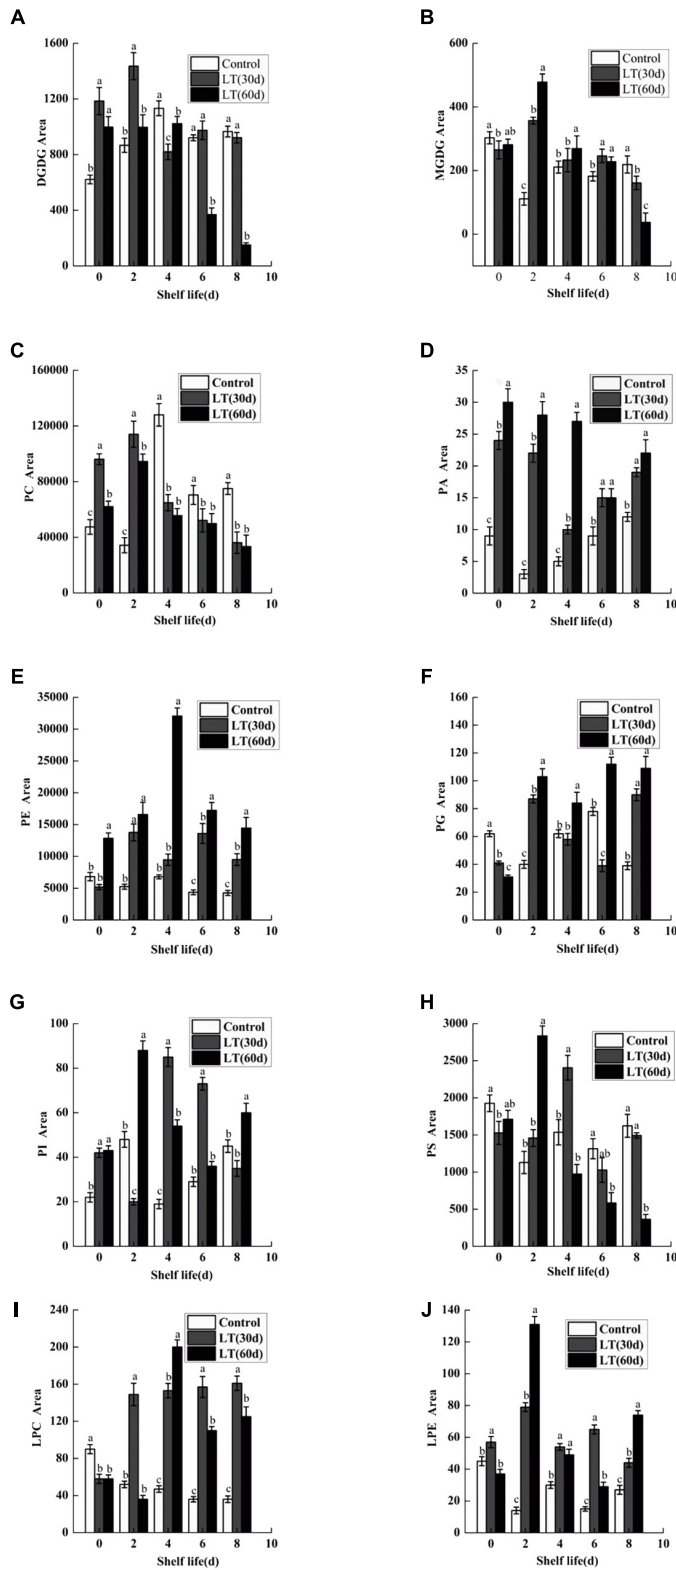 A
1600
1200
800
400
0
DGDG Area
Control
LT(30d)
LT(60d)
b a a b a b a c b a a b a a b
0 2 4 6 8 10
Shelf life(d)
B
600
400
200
0
MGDG Area
Control
LT(30d)
LT(60d)
a b ab c b a b b a b a a a b c
0 2 4 6 8 10
Shelf life(d)
C
160000
120000
80000
40000
0
PC Area
Control
LT(30d)
LT(60d)
c a b c a b a b b a b b a b b
0 2 4 6 8 10
Shelf life(d)
D
35
30
25
20
15
10
5
0
PA Area
Control
LT(30d)
LT(60d)
c b a c b a c b a b a a c b a
0 2 4 6 8 10
Shelf life(d)
E
35000
30000
25000
20000
15000
10000
5000
0
PE Area
Control
LT(30d)
LT(60d)
b b a b a a b b a c b a c b a
0 2 4 6 8 10
Shelf life(d)
F
160
140
120
100
80
60
40
20
0
PG Area
Control
LT(30d)
LT(60d)
a b c c b a b b a b c a c b a
0 2 4 6 8 10
Shelf life(d)
G
100
80
60
40
20
0
PI Area
Control
LT(30d)
LT(60d)
b a a b c a c a b c a b b b a
0 2 4 6 8 10
Shelf life(d)
H
3000
2500
2000
1500
1000
500
0
PS Area
Control
LT(30d)
LT(60d)
a b ab b b a b a c a ab b a a b
0 2 4 6 8 10
Shelf life(d)
I
240
200
160
120
80
40
0
LPC Area
Control
LT(30d)
LT(60d)
a b b b a b c b a c a b c a b
0 2 4 6 8 10
Shelf life(d)
J
140
120
100
80
60
40
20
0
LPE Area
Control
LT(30d)
LT(60d)
b a b c b a b a a c a b c b a
0 2 4 6 8 10
Shelf life(d)